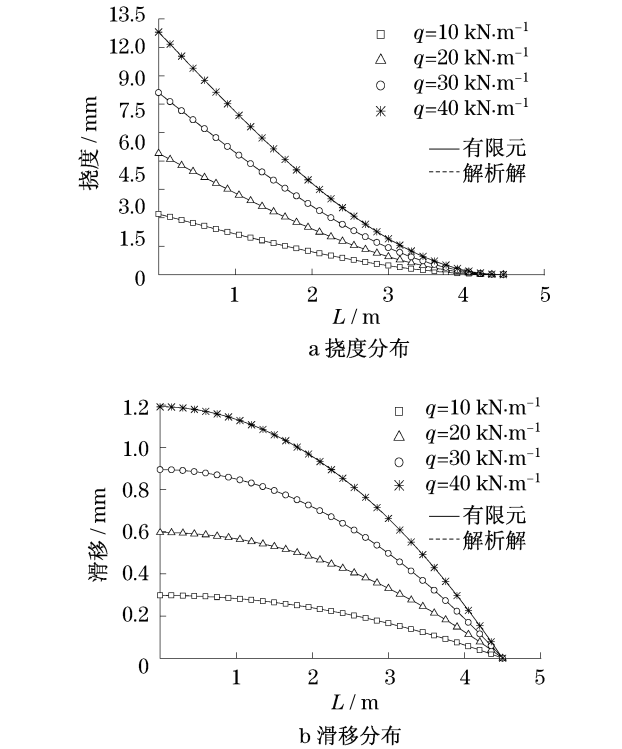 13.5
12.0
9.0
7.5
6.0
4.5
3.0
1.5
0
挠度 / mm
q=10 kN·m⁻¹
q=20 kN·m⁻¹
q=30 kN·m⁻¹
q=40 kN·m⁻¹
有限元
解析解
1 2 3 4 5
L / m
a 挠度分布
1.2
1.0
0.8
0.6
0.4
0.2
0
滑移 / mm
q=10 kN·m⁻¹
q=20 kN·m⁻¹
q=30 kN·m⁻¹
q=40 kN·m⁻¹
有限元
解析解
1 2 3 4 5
L / m
b 滑移分布